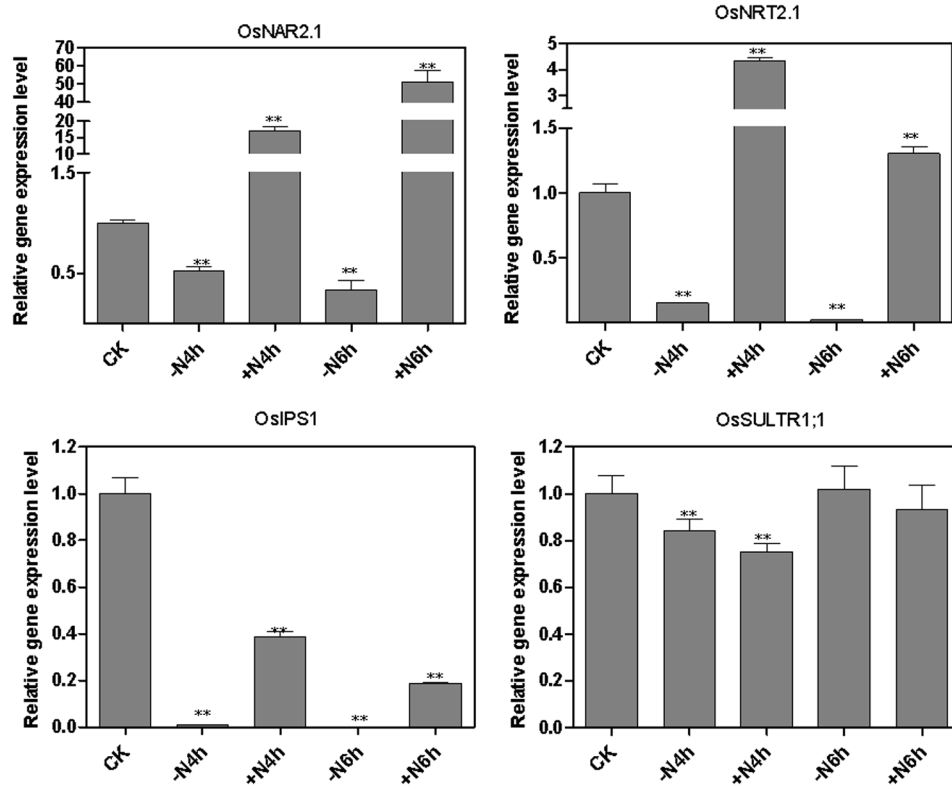 OsNAR2.1
Relative gene expression level
70
60
50
40
20
15
10
1.5
0.5
**
**
**
**
CK
-N4h
+N4h
-N6h
+N6h
OsNRT2.1
Relative gene expression level
5
4
3
1.5
1.0
0.5
**
**
**
**
CK
-N4h
+N4h
-N6h
+N6h
OsIPS1
Relative gene expression level
1.2
1.0
0.8
0.6
0.4
0.2
0.0
**
**
**
**
CK
-N4h
+N4h
-N6h
+N6h
OsSULTR1;1
Relative gene expression level
1.2
1.0
0.8
0.6
0.4
0.2
0.0
**
**
CK
-N4h
+N4h
-N6h
+N6h